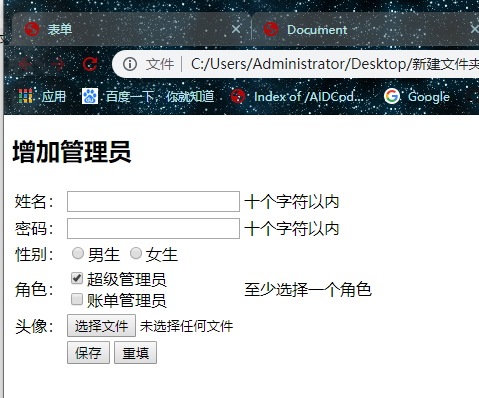 表单 Document
文件 C:/Users/Administrator/Desktop/新建文件夹
应用 百度一下，你就知道 Index of /AIDCpd... Google
增加管理员
姓名： 十个字符以内
密码： 十个字符以内
性别： 男生 女生
角色： 超级管理员 至少选择一个角色
账单管理员
头像： 选择文件 未选择任何文件
保存 重填